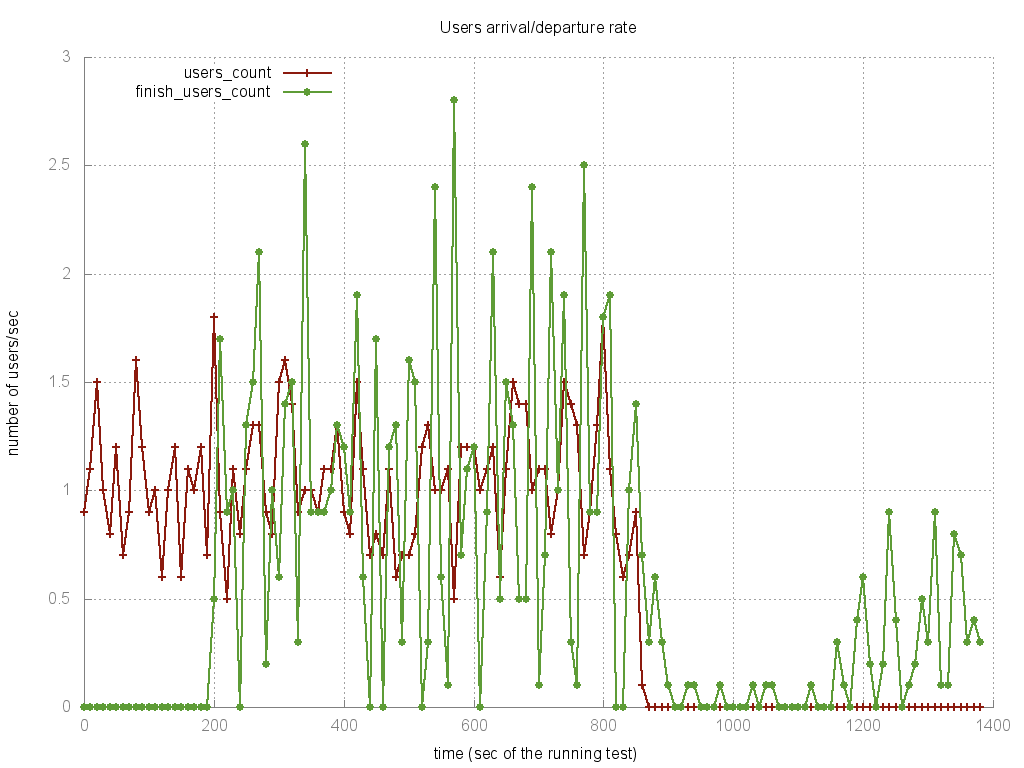 Users arrival/departure rate
users_count
finish_users_count
number of users/sec
3
2.5
2
1.5
1
0.5
0
0 200 400 600 800 1000 1200 1400
time (sec of the running test)